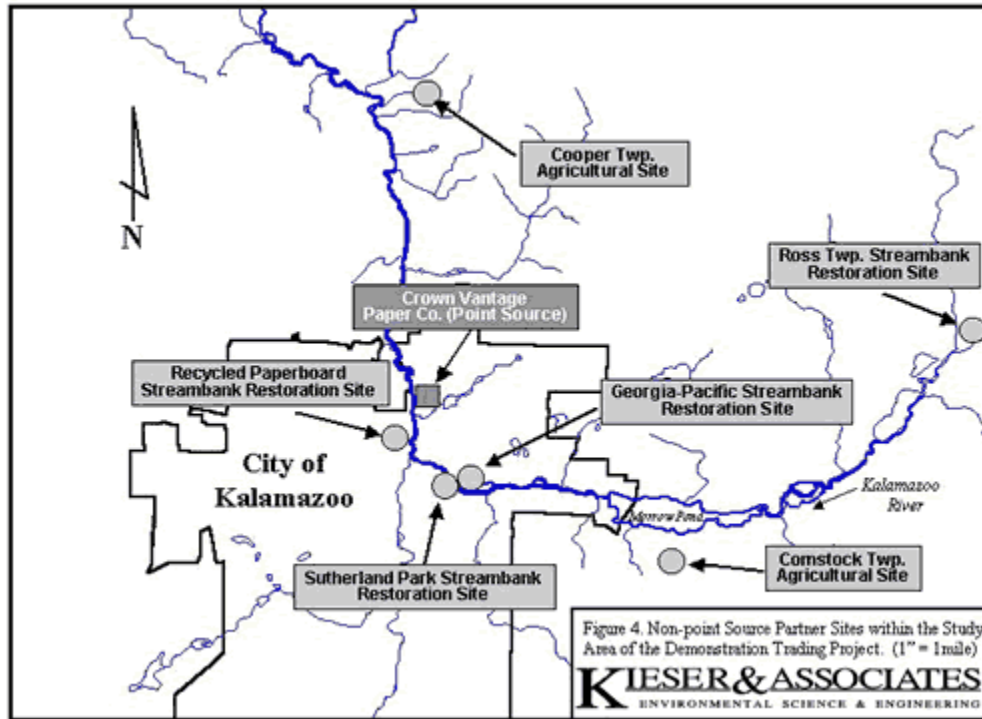 Cooper Twp.
Agricultural Site
N
Ross Twp. Streambank
Restoration Site
Crown Vantage
Paper Co. (Point Source)
Recycled Paperboard
Streambank Restoration Site
Georgia-Pacific Streambank
Restoration Site
City of
Kalamazoo
Kalamazoo
River
Morrow Pond
Sutherland Park Streambank
Restoration Site
Comstock Twp.
Agricultural Site
Figure 4. Non-point Source Partner Sites within the Study
Area of the Demonstration Trading Project. (1" = 1mile)
KIESER & ASSOCIATES
ENVIRONMENTAL SCIENCE & ENGINEERING